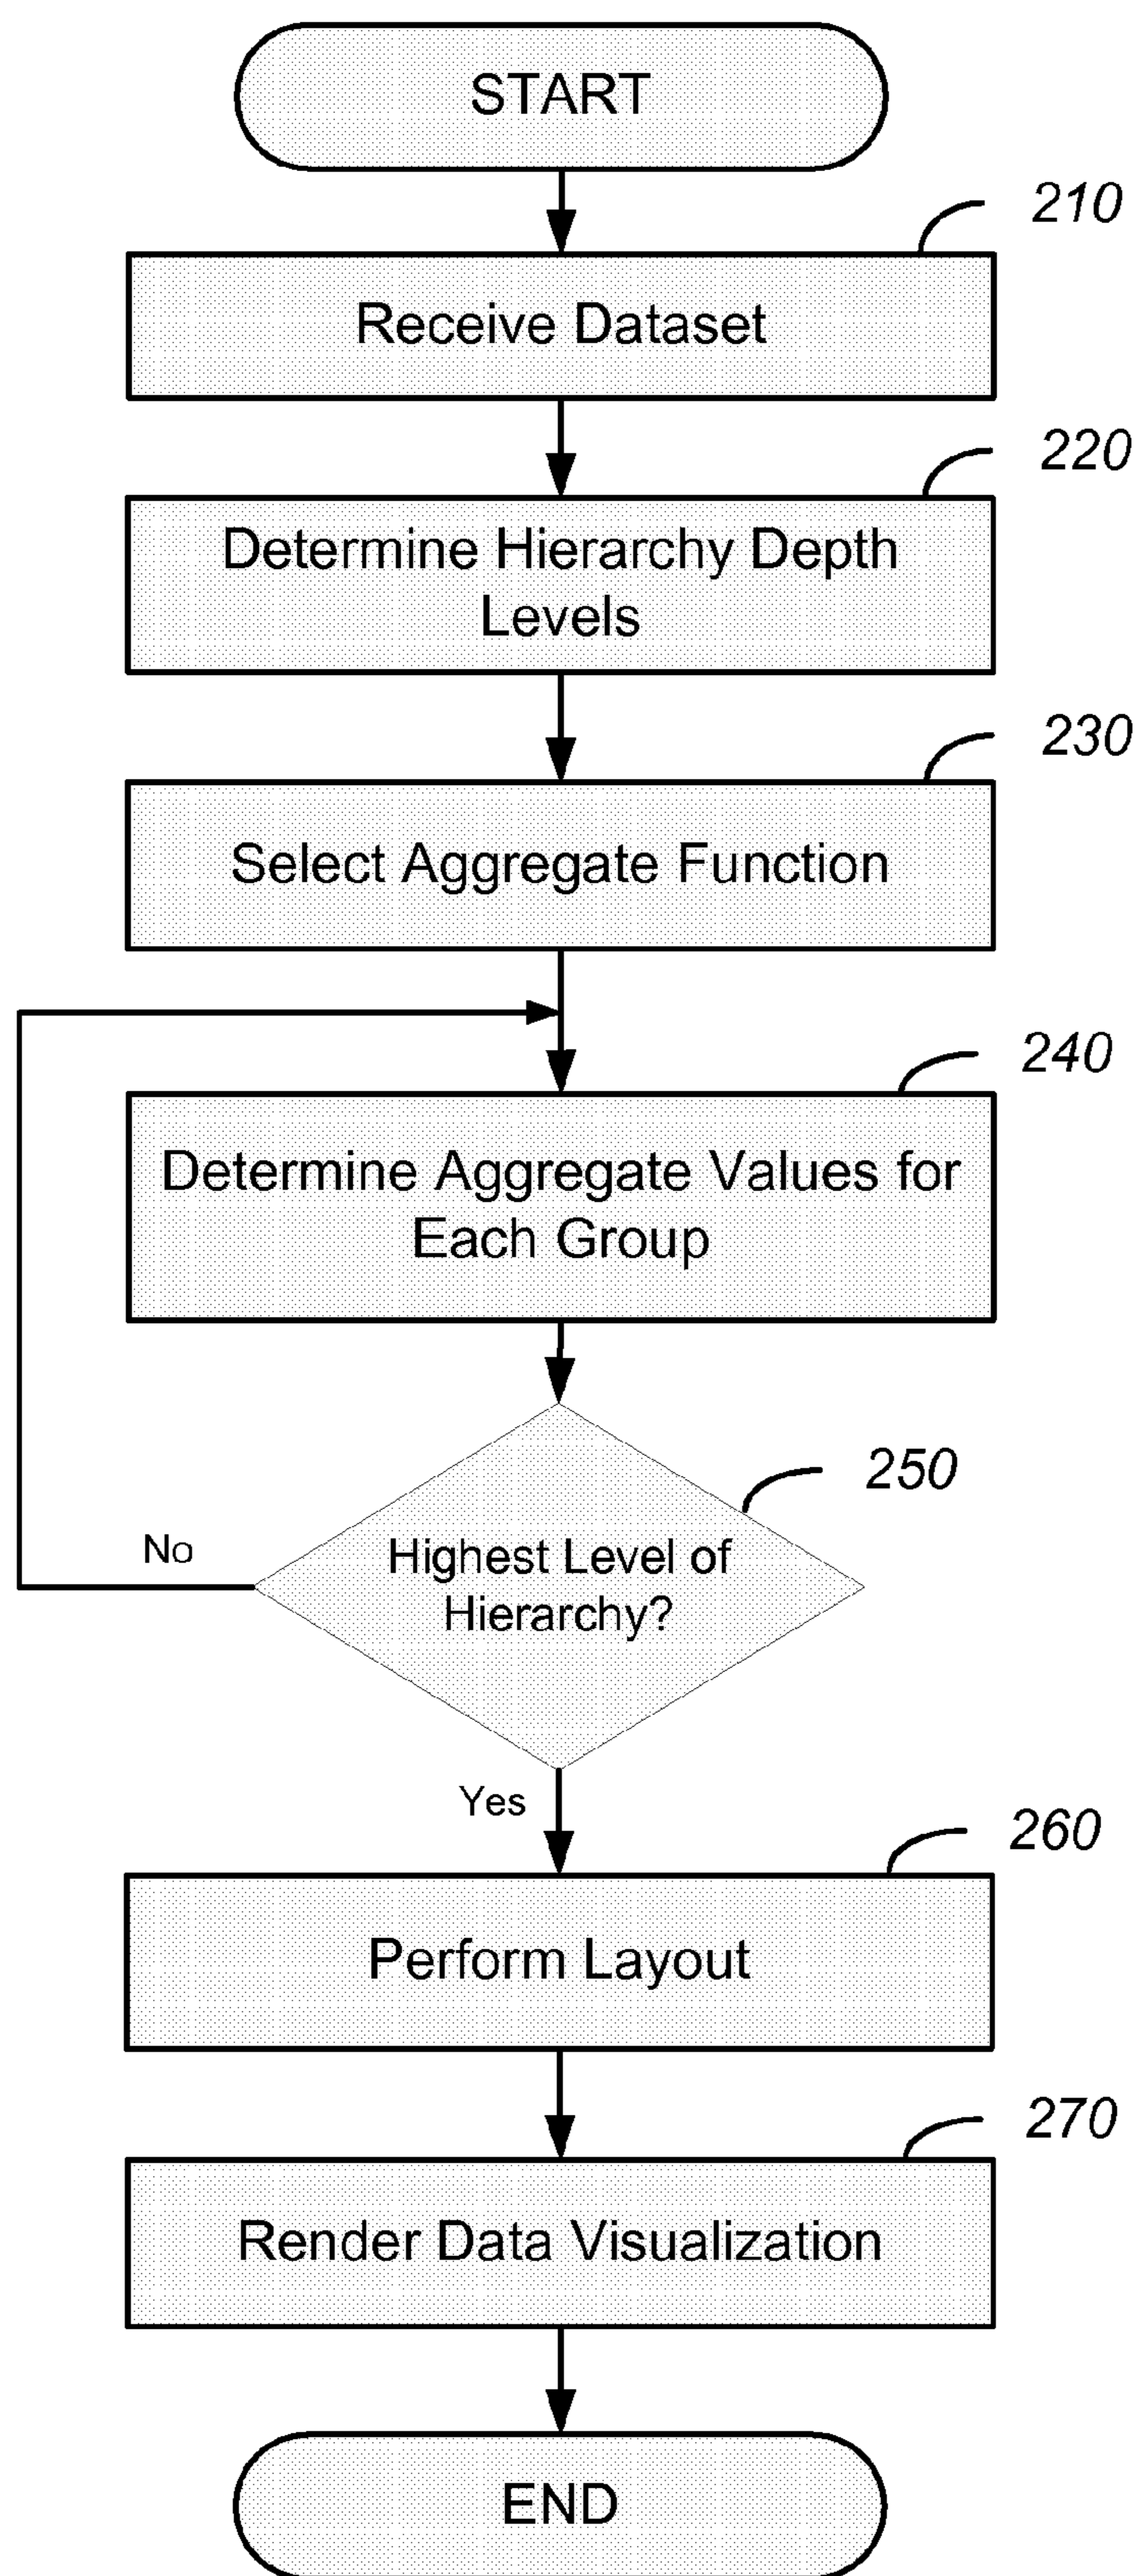 START
210
Receive Dataset
220
Determine Hierarchy Depth
Levels
230
Select Aggregate Function
240
Determine Aggregate Values for
Each Group
250
Highest Level of
Hierarchy?
No
Yes
260
Perform Layout
270
Render Data Visualization
END